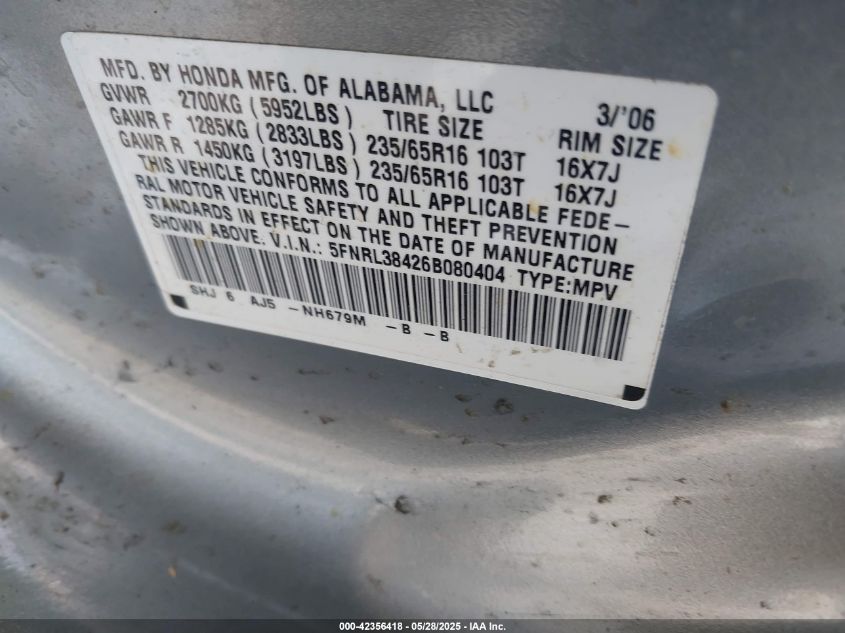 MFD. BY HONDA MFG. OF ALABAMA, LLC 3/'06
GVWR 2700KG (5952LBS) TIRE SIZE RIM SIZE
GAWR F 1285KG (2833LBS) 235/65R16 103T 16X7J
GAWR R 1450KG (3197LBS) 235/65R16 103T 16X7J
THIS VEHICLE CONFORMS TO ALL APPLICABLE FEDE-
RAL MOTOR VEHICLE SAFETY AND THEFT PREVENTION
STANDARDS IN EFFECT ON THE DATE OF MANUFACTURE
SHOWN ABOVE. V.I.N.: 5FNRL38426B080404 TYPE:MPV
SHJ 6 AJ5 -NH679M -B -B
000-42356418 - 05/28/2025 - IAA Inc.